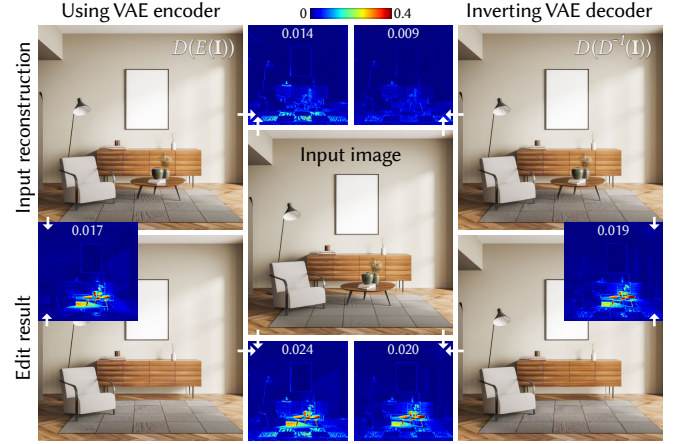 Using VAE encoder
0
0.4
Inverting VAE decoder
Input reconstruction
D(E(I))
0.014
0.009
D(D⁻¹(I))
Input image
0.017
0.019
Edit result
0.024
0.020